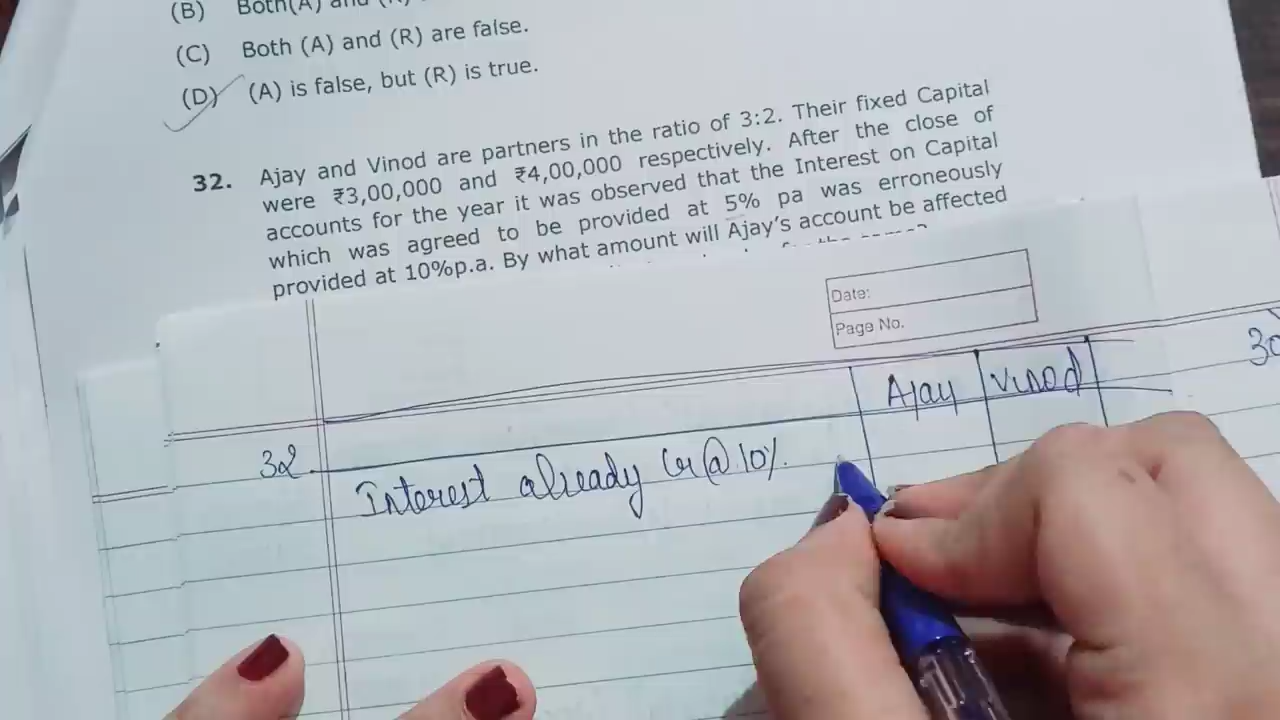 (B) Both(A) and
(C) Both (A) and (R) are false.
(D) (A) is false, but (R) is true.
32. Ajay and Vinod are partners in the ratio of 3:2. Their fixed Capital
were ₹3,00,000 and ₹4,00,000 respectively. After the close of
accounts for the year it was observed that the Interest on Capital
which was agreed to be provided at 5% pa was erroneously
provided at 10%p.a. By what amount will Ajay's account be affected
Date:
Page No.
Ajay Vinod
30
32 Interest already Cr @ 10%.